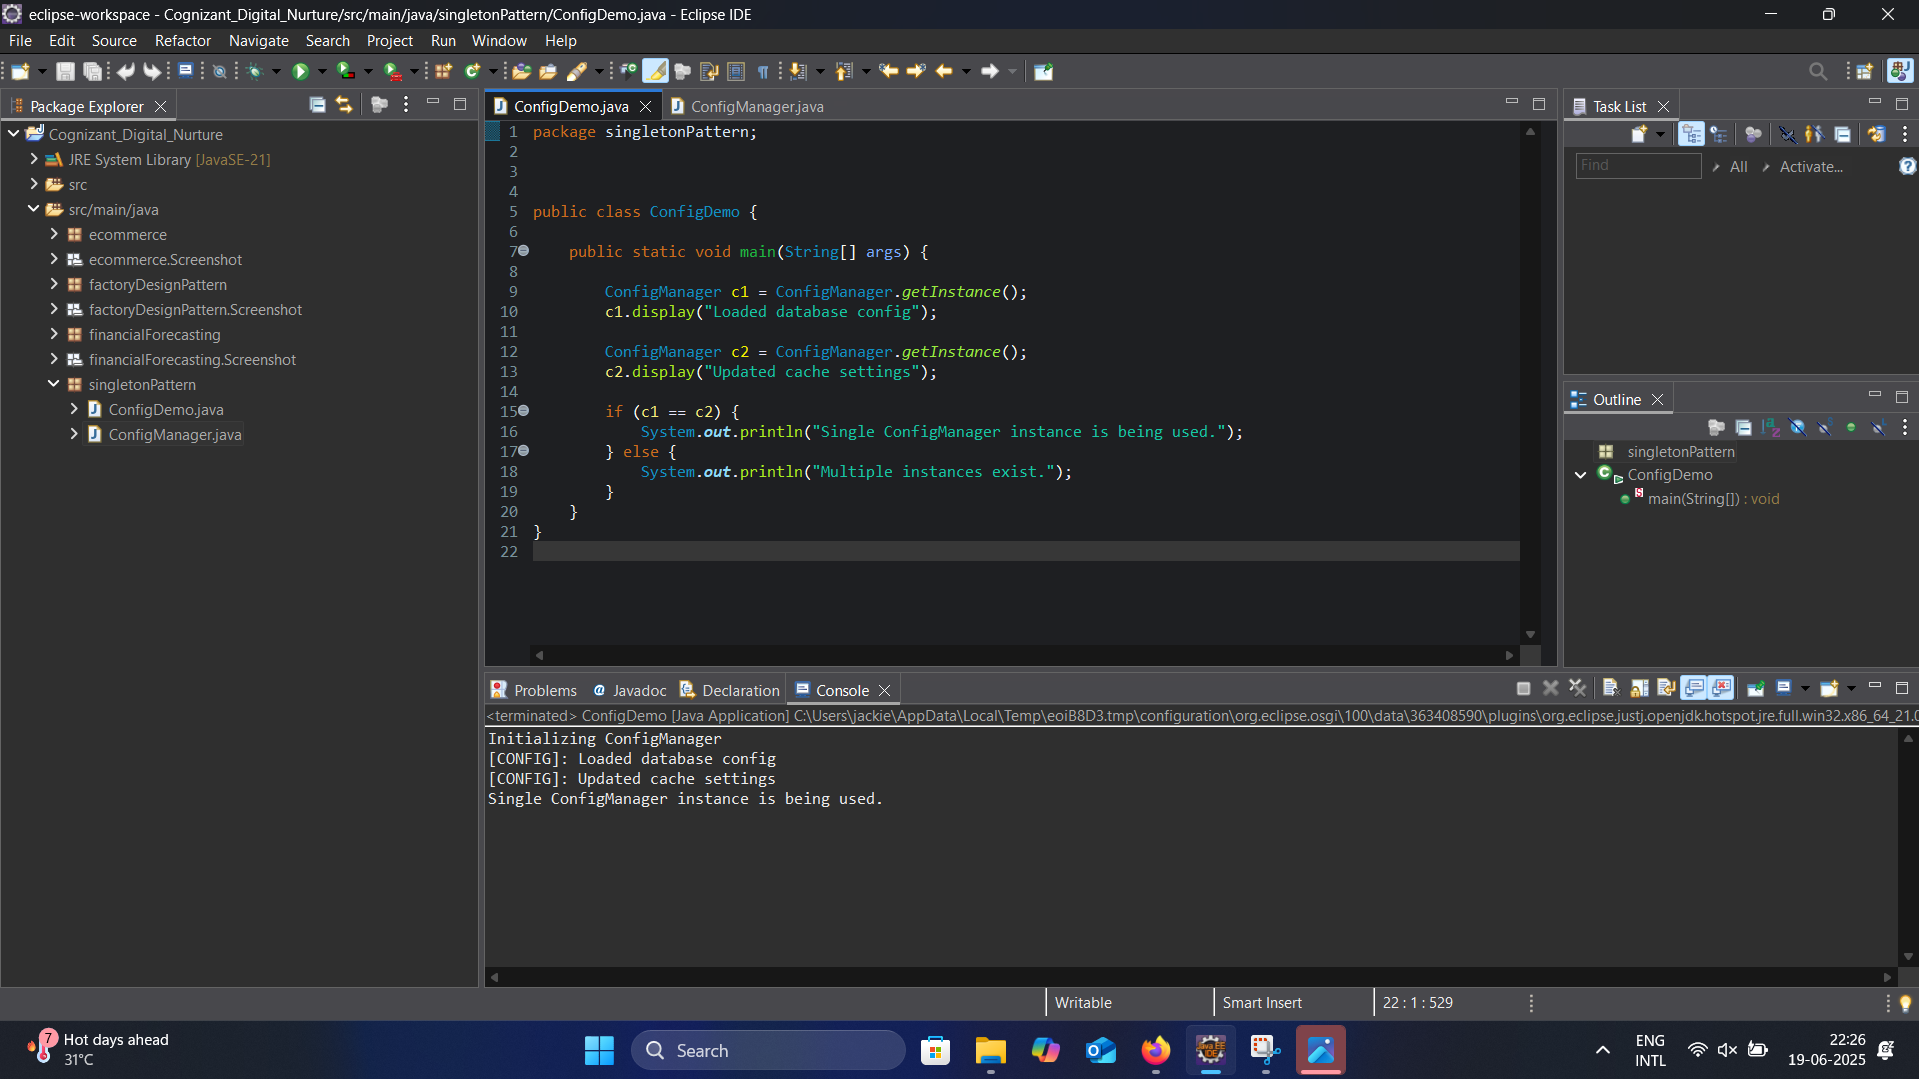 eclipse-workspace - Cognizant_Digital_Nurture/src/main/java/singletonPattern/ConfigDemo.java - Eclipse IDE
File Edit Source Refactor Navigate Search Project Run Window Help
Package Explorer
Cognizant_Digital_Nurture
JRE System Library [JavaSE-21]
src
src/main/java
ecommerce
ecommerce.Screenshot
factoryDesignPattern
factoryDesignPattern.Screenshot
financialForecasting
financialForecasting.Screenshot
singletonPattern
ConfigDemo.java
ConfigManager.java
ConfigDemo.java ConfigManager.java
1 package singletonPattern;
2
3
4
5 public class ConfigDemo {
6
7 public static void main(String[] args) {
8
9 ConfigManager c1 = ConfigManager.getInstance();
10 c1.display("Loaded database config");
11
12 ConfigManager c2 = ConfigManager.getInstance();
13 c2.display("Updated cache settings");
14
15 if (c1 == c2) {
16 System.out.println("Single ConfigManager instance is being used.");
17 } else {
18 System.out.println("Multiple instances exist.");
19 }
20 }
21 }
22
Task List
Find All Activate...
Outline
singletonPattern
ConfigDemo
main(String[]) : void
Problems Javadoc Declaration Console
<terminated> ConfigDemo [Java Application] C:\Users\jackie\AppData\Local\Temp\eoiB8D3.tmp\configuration\org.eclipse.osgi\100\data\363408590\plugins\org.eclipse.justj.openjdk.hotspot.jre.full.win32.x86_64_21.0
Initializing ConfigManager
[CONFIG]: Loaded database config
[CONFIG]: Updated cache settings
Single ConfigManager instance is being used.
Writable Smart Insert 22 : 1 : 529
7
Hot days ahead
31°C
Search
ENG
INTL
22:26
19-06-2025